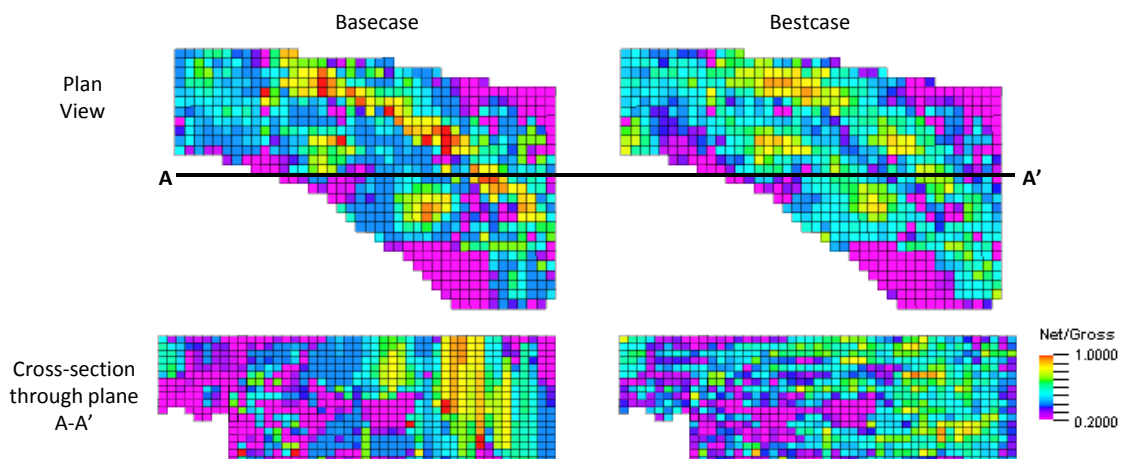 Basecase
Bestcase
Plan
View
A
A’
Cross-section
through plane
A-A’
Net/Gross
1.0000
0.2000